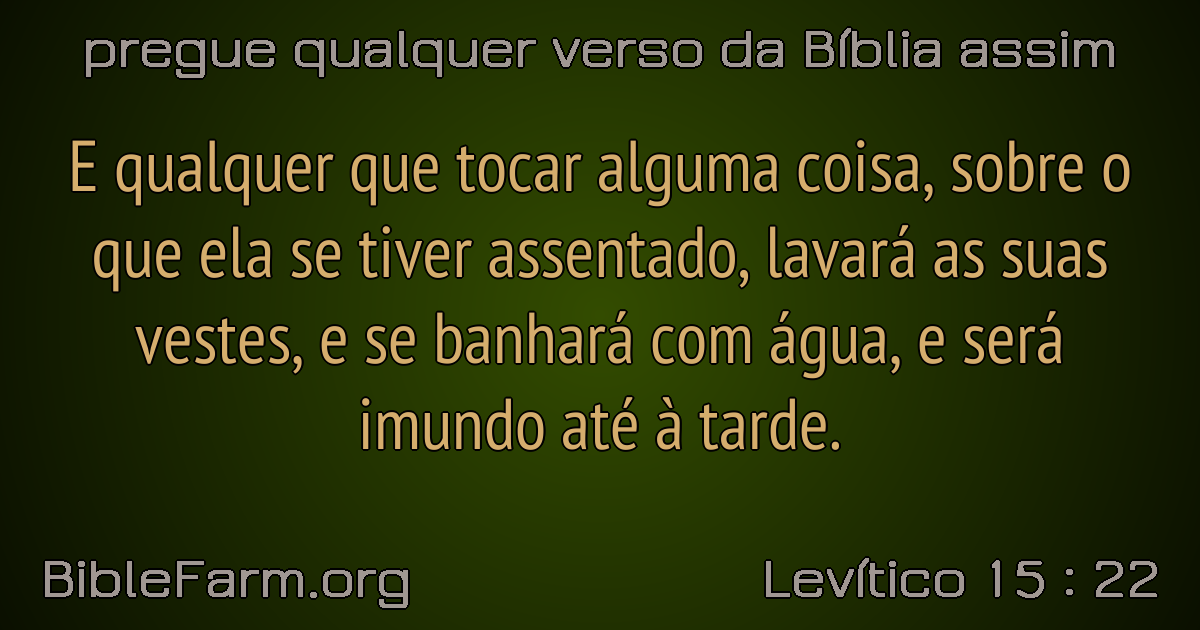 pregue qualquer verso da Bíblia assim
E qualquer que tocar alguma coisa, sobre o
que ela se tiver assentado, lavará as suas
vestes, e se banhará com água, e será
imundo até à tarde.
BibleFarm.org
Levítico 15 : 22